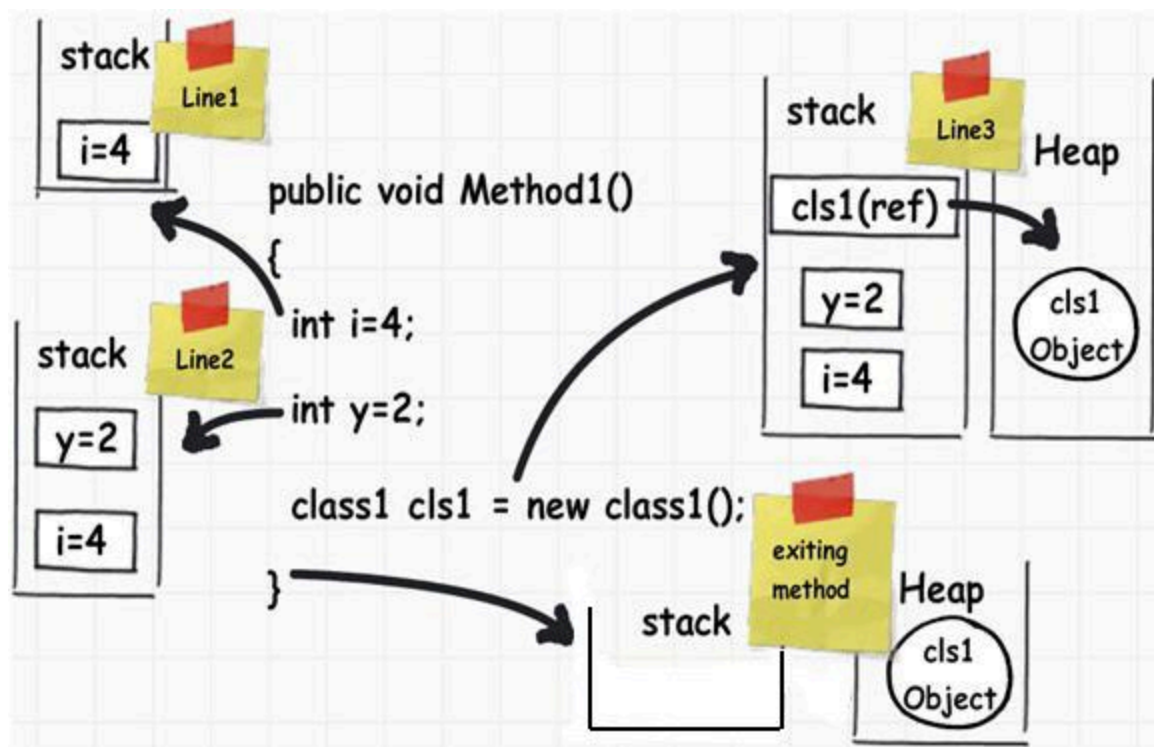 stack
Line1
i=4
public void Method1()
{
int i=4;
int y=2;
class1 cls1 = new class1();
}
stack
Line2
y=2
i=4
stack
Line3
Heap
cls1(ref)
y=2
i=4
cls1
Object
exiting
method
stack
Heap
cls1
Object